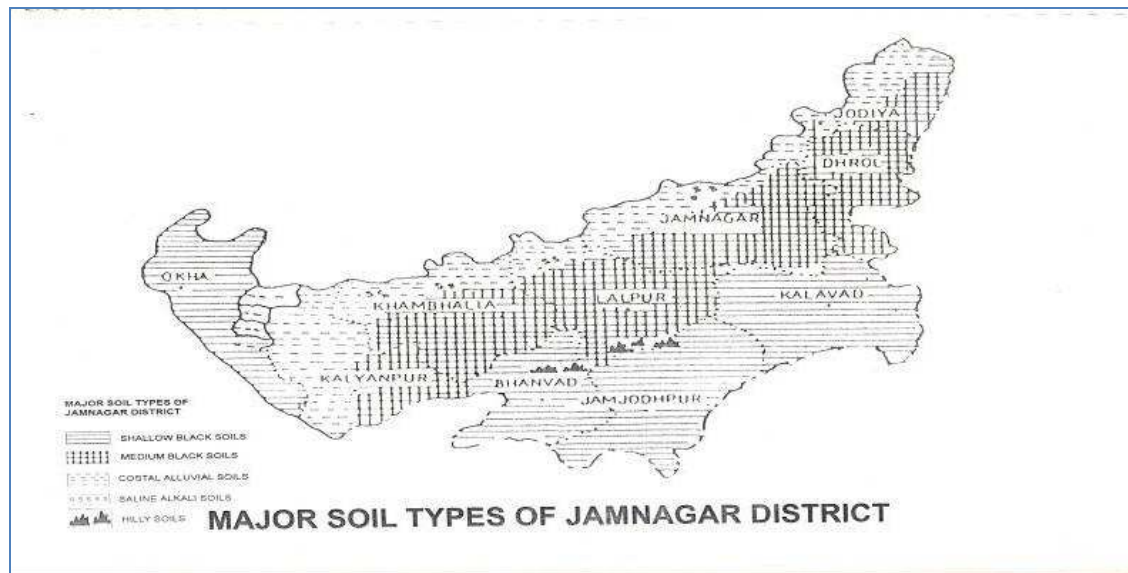 JODIYA
DHROL
JAMNAGAR
OKHA
KHAMBHALIA
LALPUR
KALAVAD
KALYANPUR
BHANVAD
JAMJODHPUR
MAJOR SOIL TYPES OF
JAMNAGAR DISTRICT
SHALLOW BLACK SOILS
MEDIUM BLACK SOILS
COSTAL ALLUVIAL SOILS
SALINE ALKALI SOILS
HILLY SOILS
MAJOR SOIL TYPES OF JAMNAGAR DISTRICT